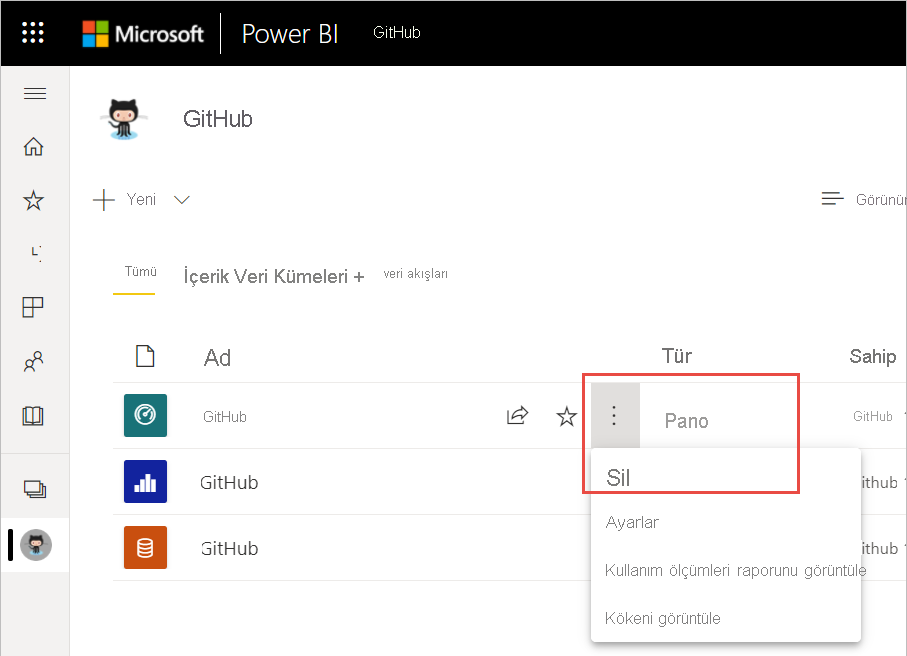 Microsoft Power BI GitHub
GitHub
Yeni Görünür
Tümü İçerik Veri Kümeleri + veri akışları
Ad Tür Sahip
GitHub Pano GitHub
GitHub ithub
Sil
Ayarlar
GitHub ithub
Kullanım ölçümleri raporunu görüntüle
Kökeni görüntüle